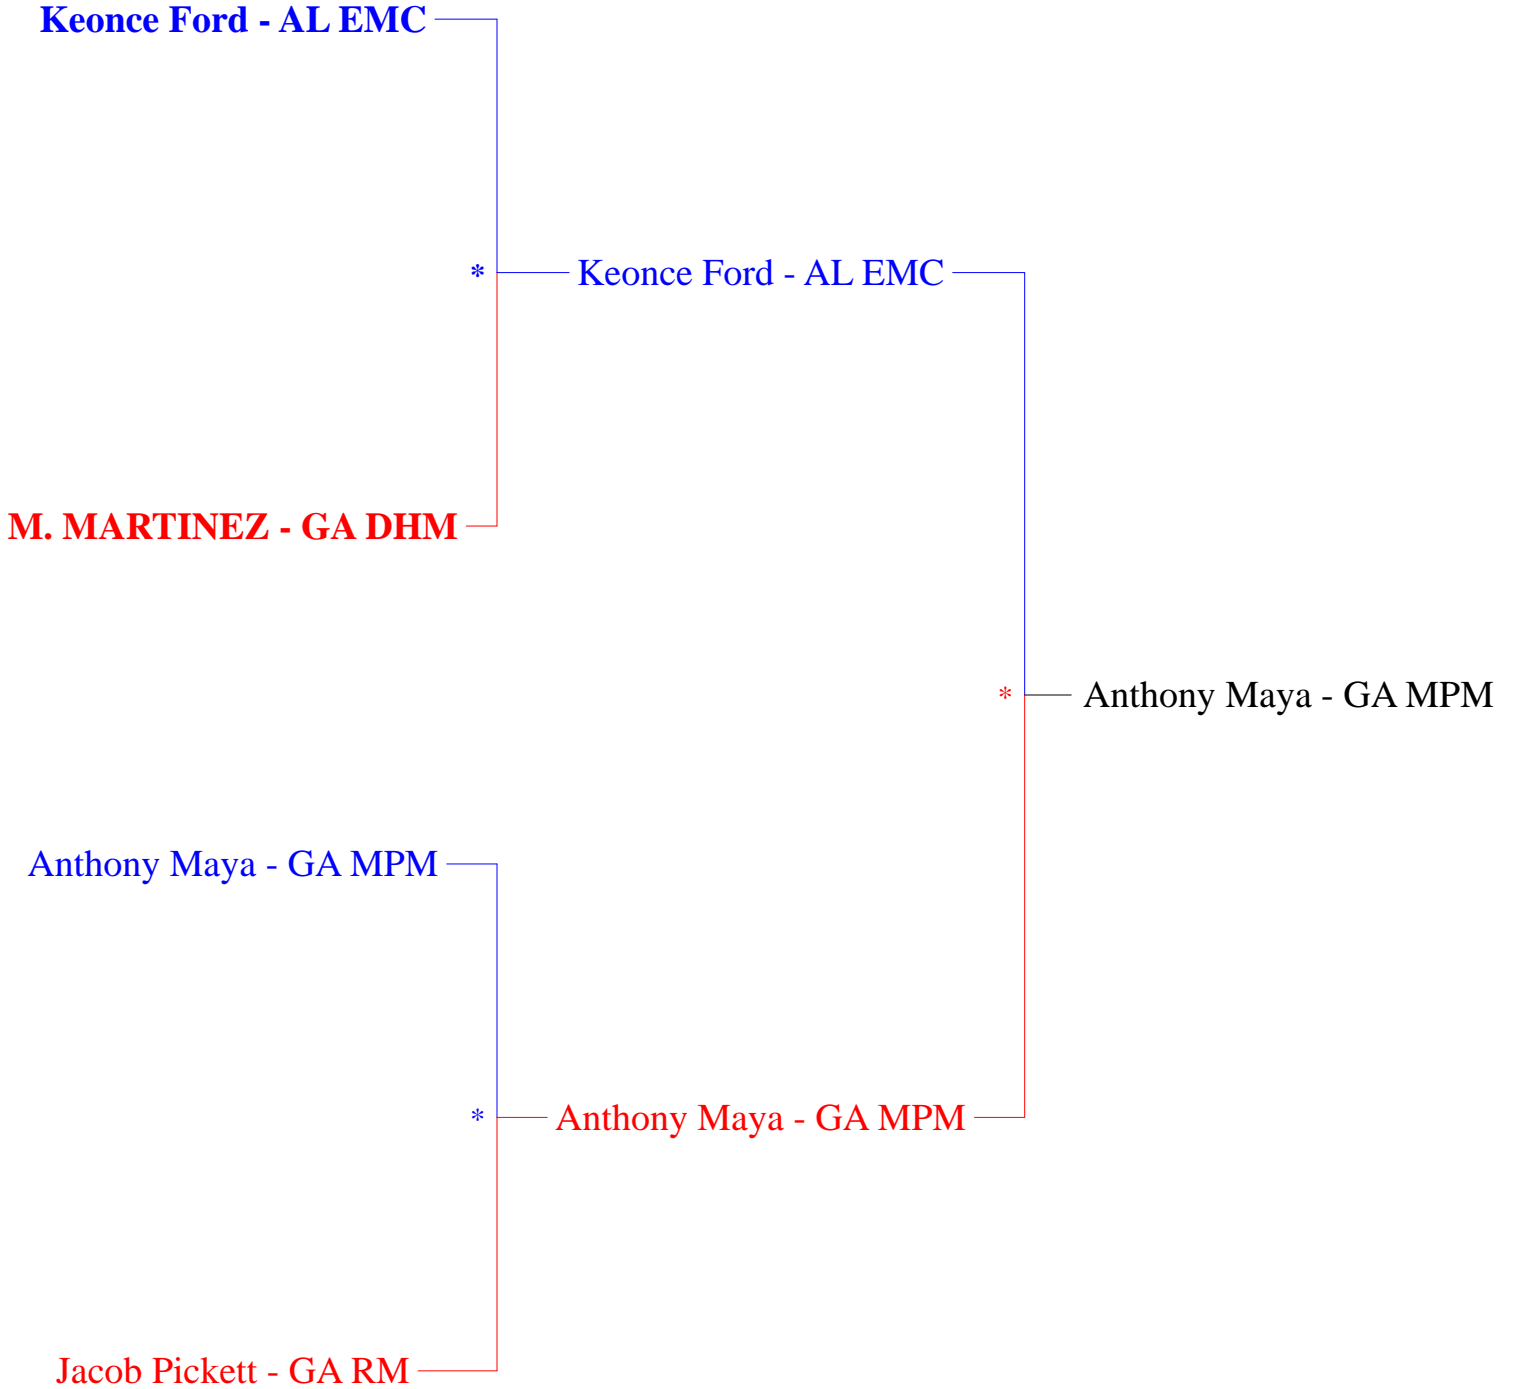 Keonce Ford - AL EMC
* Keonce Ford - AL EMC
M. MARTINEZ - GA DHM
* Anthony Maya - GA MPM
Anthony Maya - GA MPM
* Anthony Maya - GA MPM
Jacob Pickett - GA RM